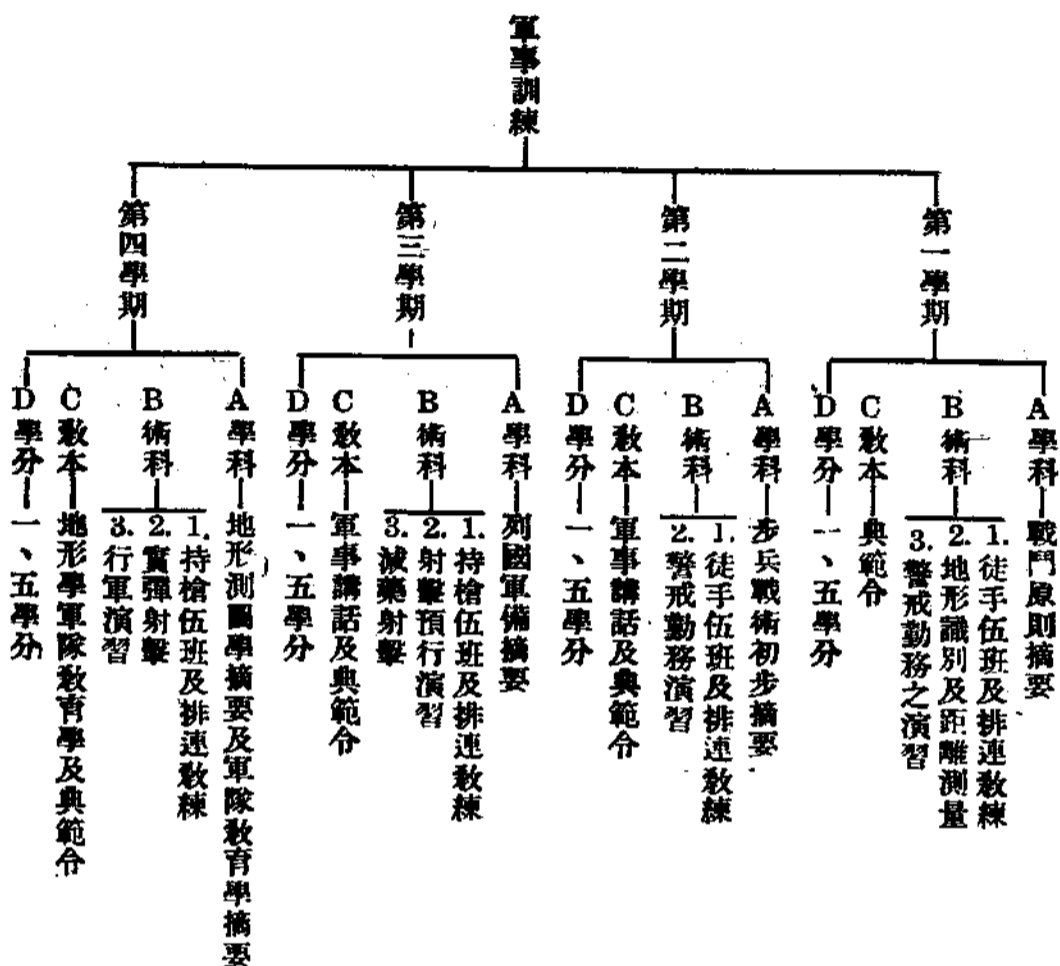 軍事訓練
第一學期
A 學科
戰鬥原則摘要
B 術科
1. 徒手伍班及排連敎練
2. 地形識別及距離測量
3. 警戒勤務之演習
C 敎本
典範令
D 學分
一、五學分
第二學期
A 學科
步兵戰術初步摘要
B 術科
1. 徒手伍班及排連敎練
2. 警戒勤務演習
C 敎本
軍事講話及典範令
D 學分
一、五學分
第三學期
A 學科
列國軍備摘要
B 術科
1. 持槍伍班及排連敎練
2. 射擊預行演習
3. 減藥射擊
C 敎本
軍事講話及典範令
D 學分
一、五學分
第四學期
A 學科
地形測圖學摘要及軍隊敎育學摘要
B 術科
1. 持槍伍班及排連敎練
2. 實彈射擊
3. 行軍演習
C 敎本
地形學軍隊敎育學及典範令
D 學分
一、五學分